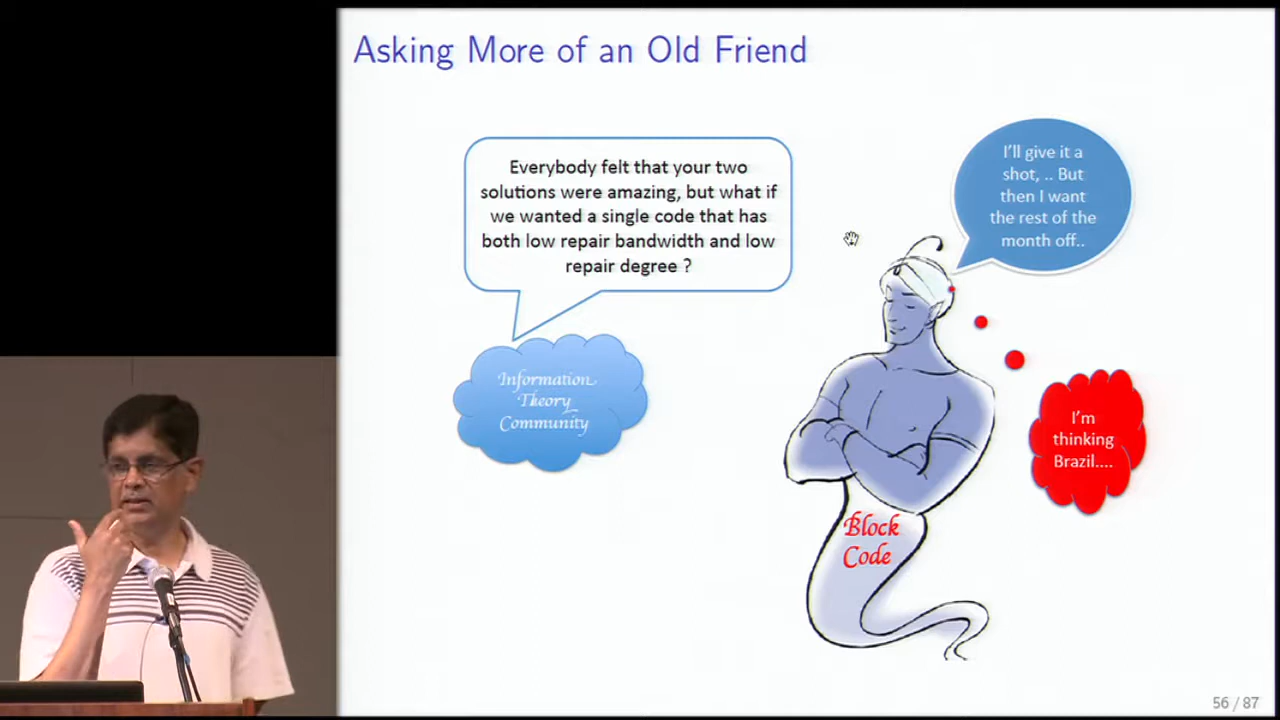 Asking More of an Old Friend
Everybody felt that your two
solutions were amazing, but what if
we wanted a single code that has
both low repair bandwidth and low
repair degree ?
I'll give it a
shot, .. But
then I want
the rest of the
month off..
Information
Theory
Community
I'm
thinking
Brazil....
Block
Code
56 / 87